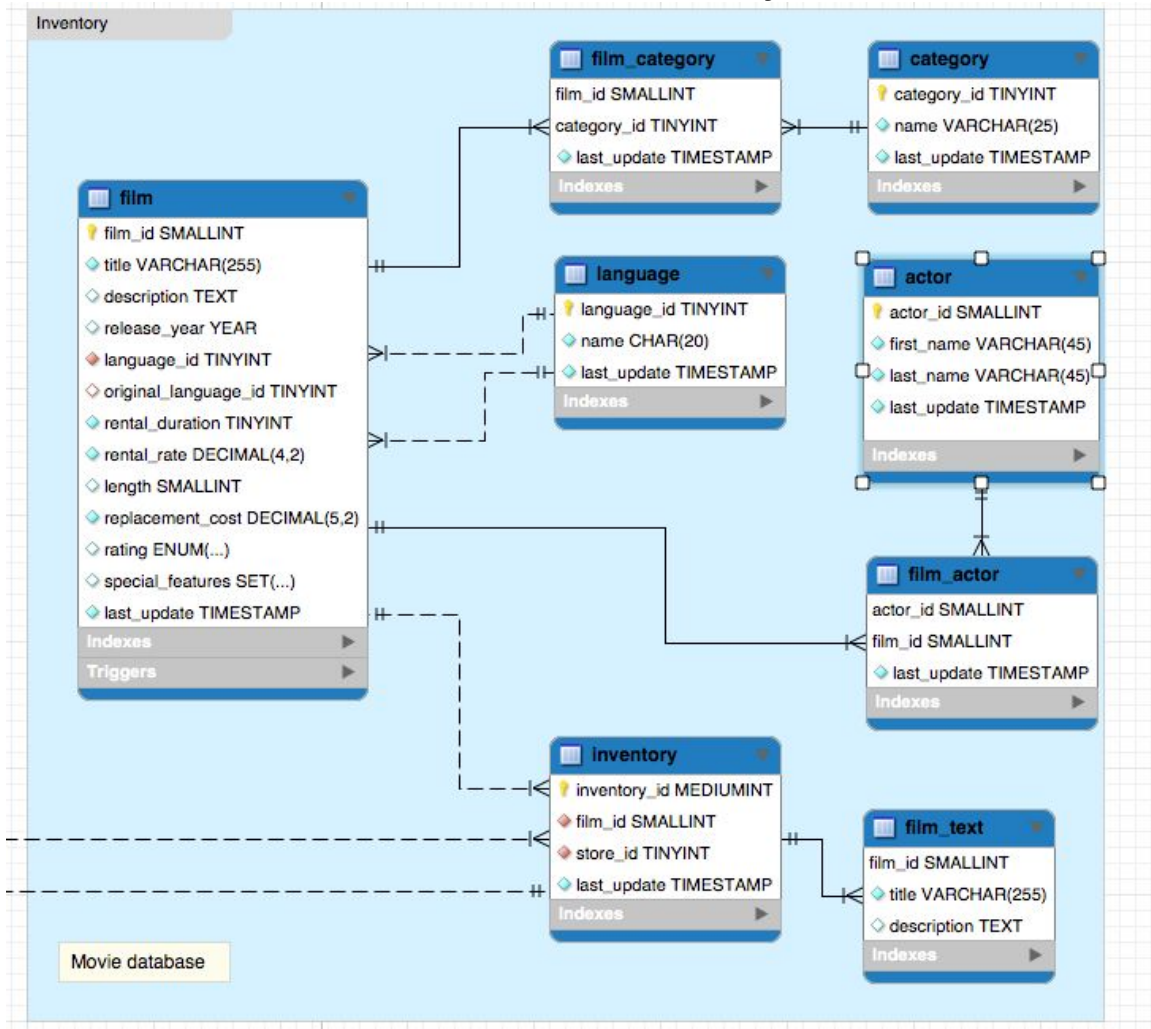 Inventory
film_category
film_id SMALLINT
category_id TINYINT
last_update TIMESTAMP
Indexes
category
category_id TINYINT
name VARCHAR(25)
last_update TIMESTAMP
Indexes
film
film_id SMALLINT
title VARCHAR(255)
description TEXT
release_year YEAR
language_id TINYINT
original_language_id TINYINT
rental_duration TINYINT
rental_rate DECIMAL(4,2)
length SMALLINT
replacement_cost DECIMAL(5,2)
rating ENUM(...)
special_features SET(...)
last_update TIMESTAMP
Indexes
Triggers
language
language_id TINYINT
name CHAR(20)
last_update TIMESTAMP
Indexes
actor
actor_id SMALLINT
first_name VARCHAR(45)
last_name VARCHAR(45)
last_update TIMESTAMP
Indexes
film_actor
actor_id SMALLINT
film_id SMALLINT
last_update TIMESTAMP
Indexes
inventory
inventory_id MEDIUMINT
film_id SMALLINT
store_id TINYINT
last_update TIMESTAMP
Indexes
film_text
film_id SMALLINT
title VARCHAR(255)
description TEXT
Indexes
Movie database